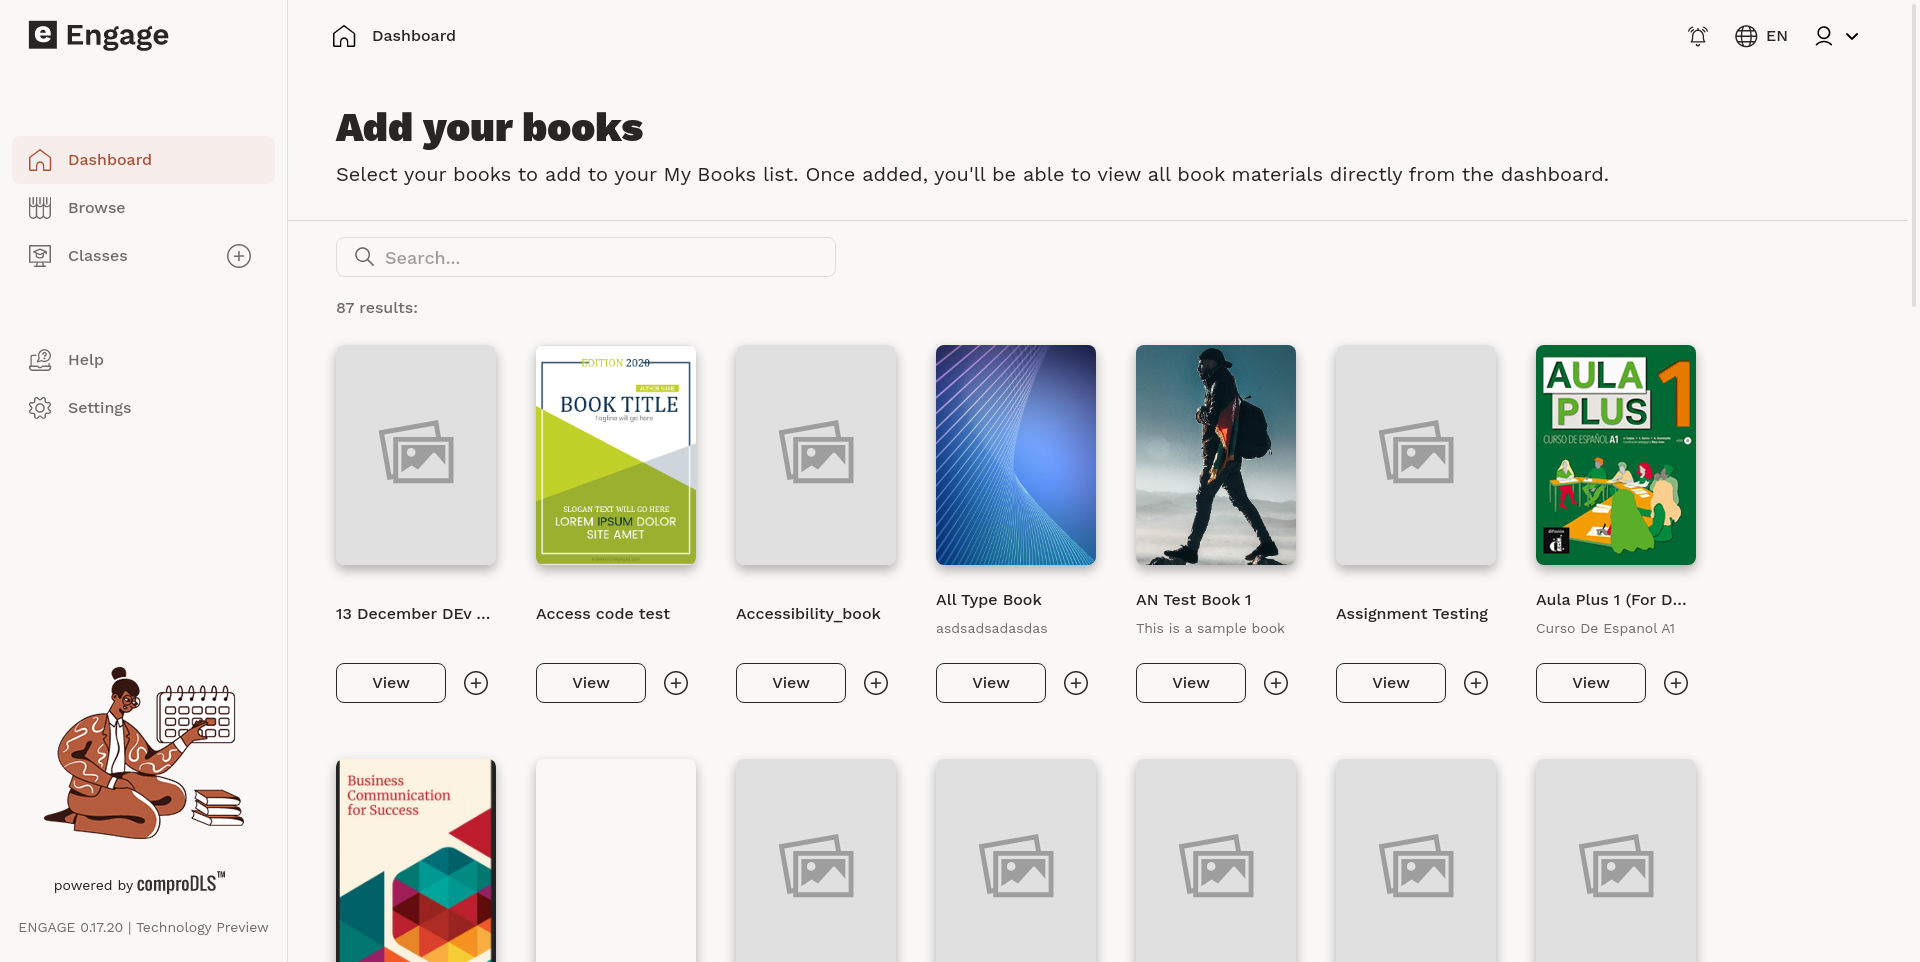 e Engage
Dashboard
EN
Dashboard
Browse
Classes
Help
Settings
powered by comproDLS™
ENGAGE 0.17.20 | Technology Preview
Add your books
Select your books to add to your My Books list. Once added, you'll be able to view all book materials directly from the dashboard.
Search...
87 results:
EDITION 2020
AUTHOR NAME
BOOK TITLE
Tagline will go here
SLOGAN TEXT WILL GO HERE
LOREM IPSUM DOLOR
SITE AMET
AULA
PLUS
1
CURSO DE ESPAÑOL A1
d.
13 December DEv ...
Access code test
Accessibility_book
All Type Book
asdsadsadasdas
AN Test Book 1
This is a sample book
Assignment Testing
Aula Plus 1 (For D...
Curso De Espanol A1
View
View
View
View
View
View
View
Business
Communication
for Success